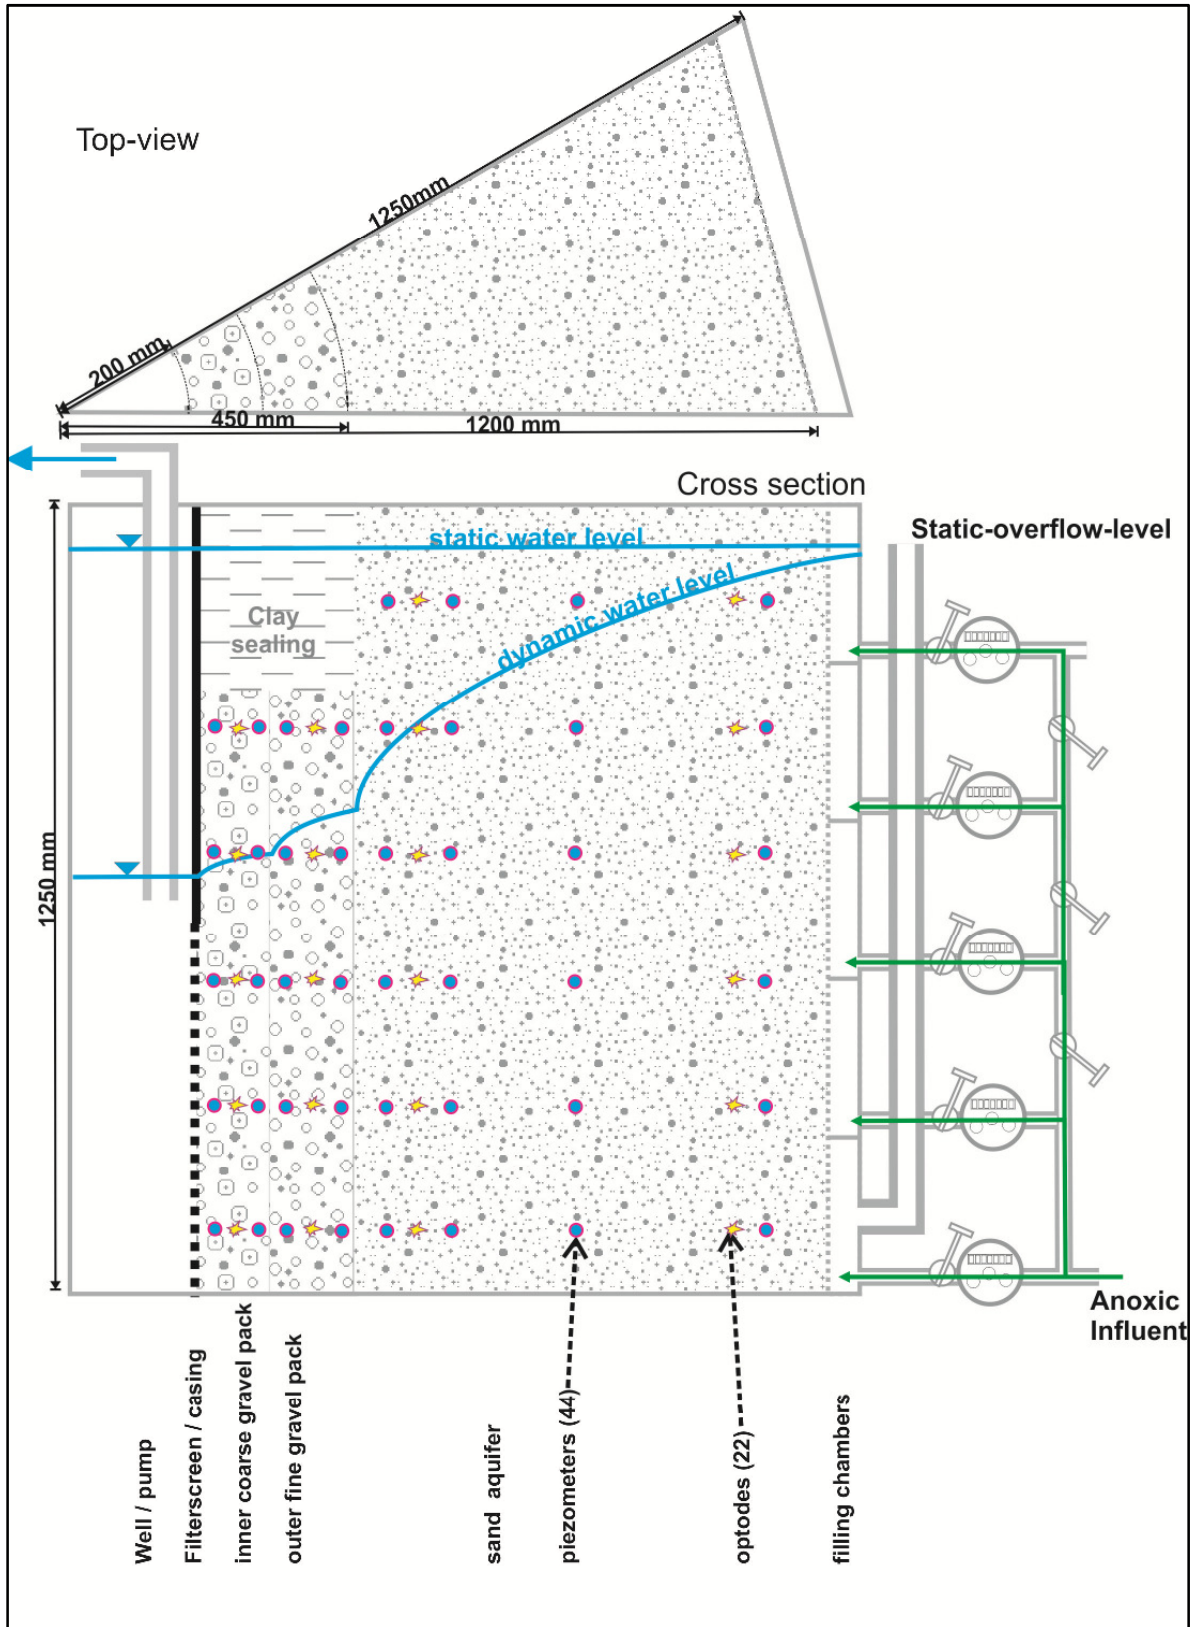 Top-view
1250mm
200 mm
450 mm
1200 mm
Cross section
static water level
Static-overflow-level
dynamic water level
Clay
sealing
1250 mm
Anoxic
Influent
Well / pump
Filterscreen / casing
inner coarse gravel pack
outer fine gravel pack
sand aquifer
piezometers (44)
optodes (22)
filling chambers